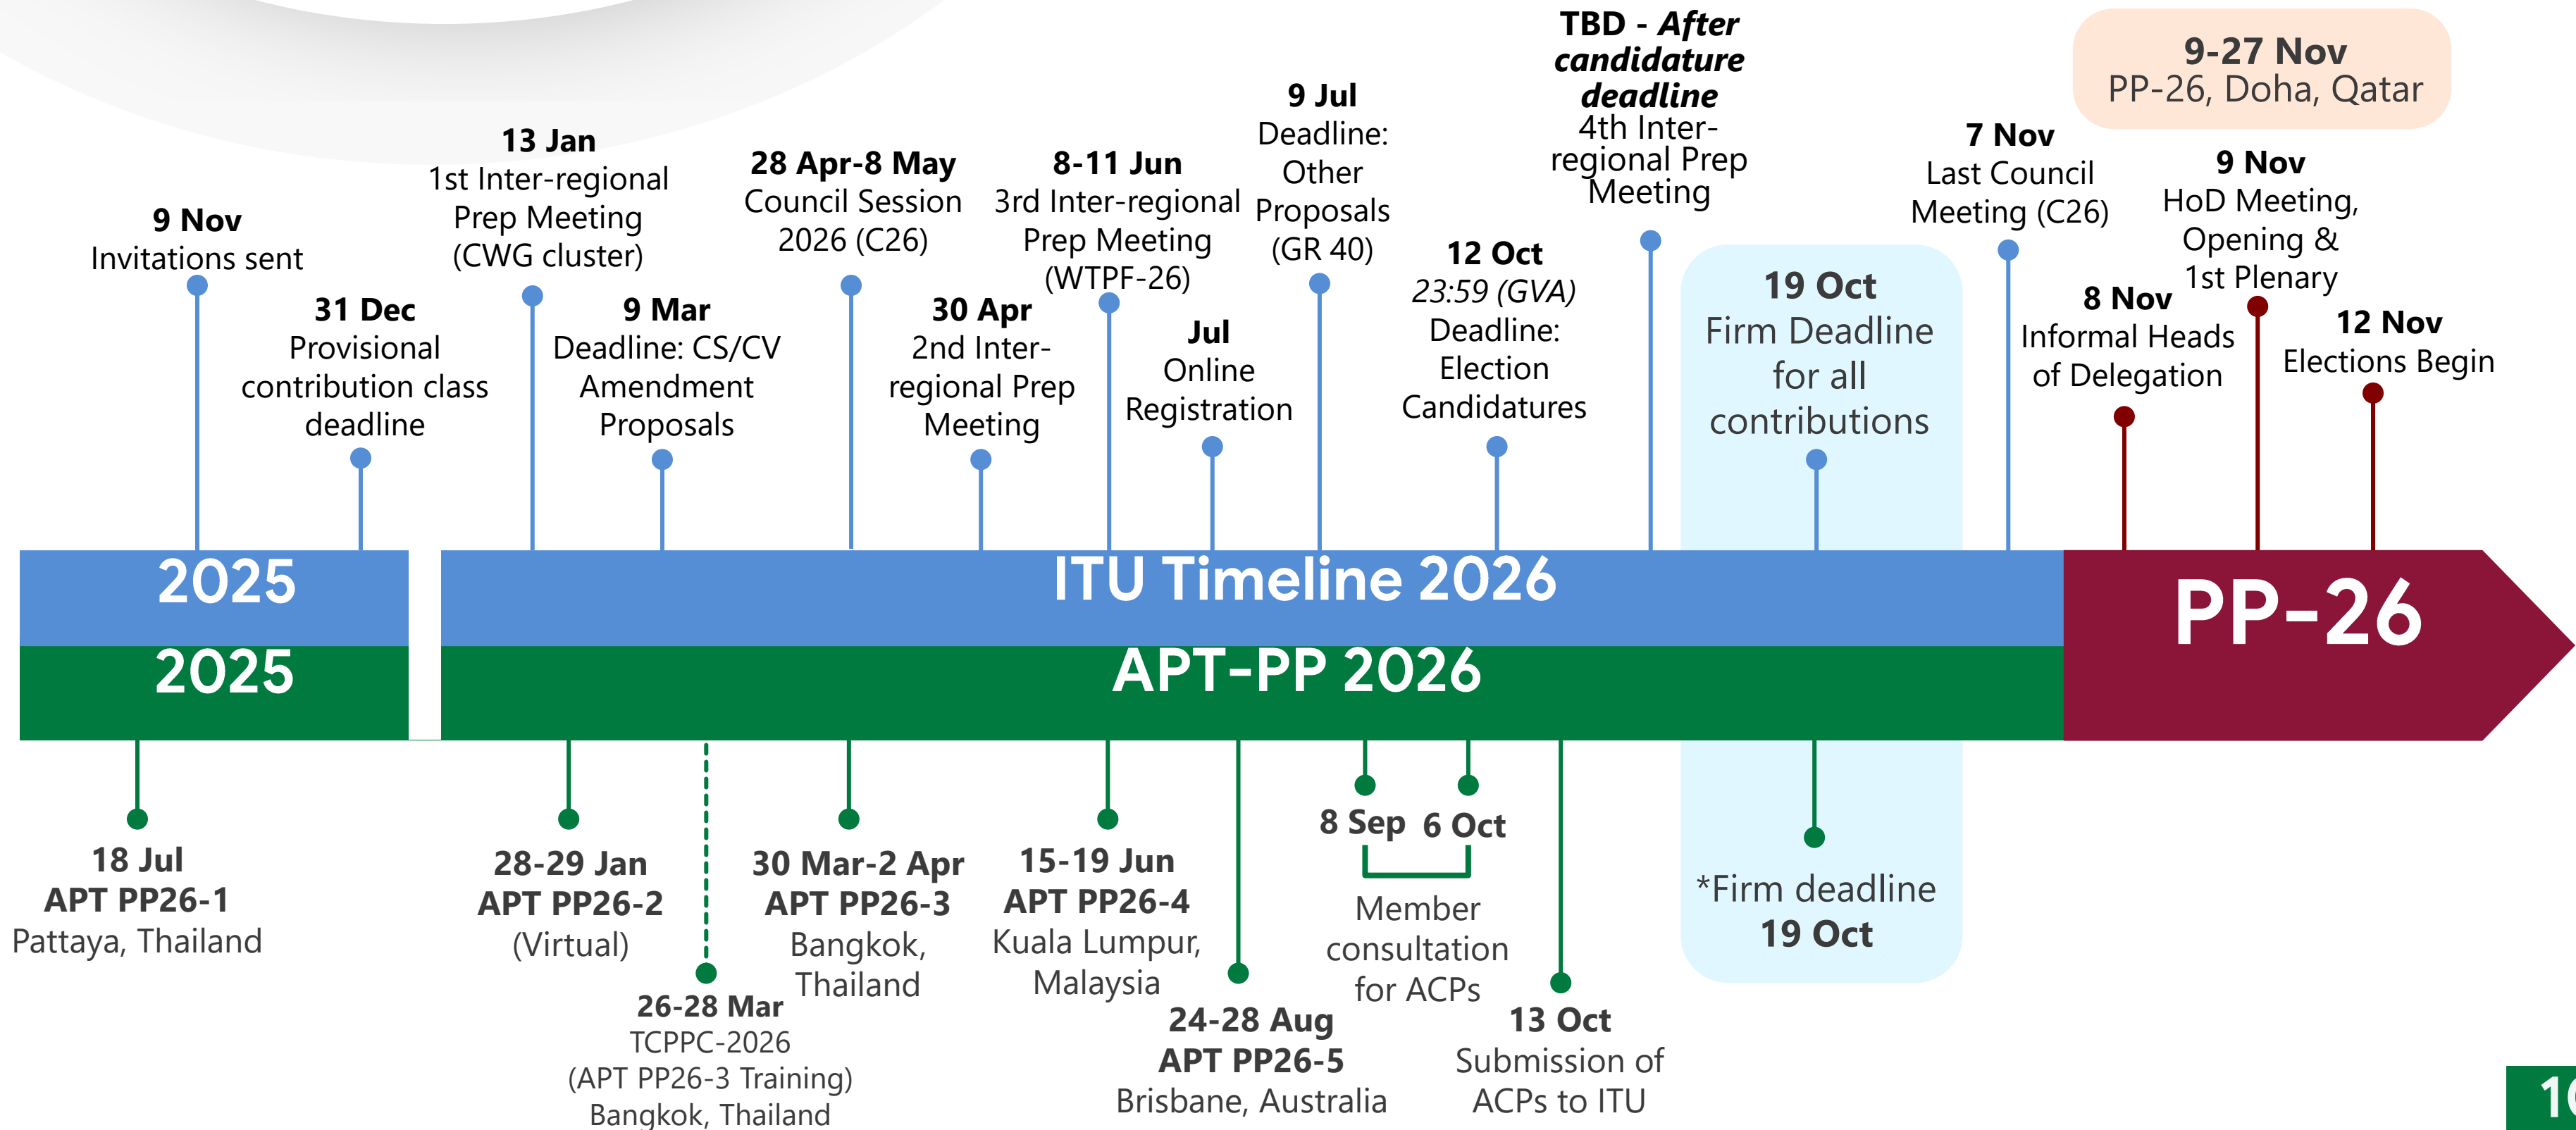 9 Nov
Invitations sent
31 Dec
Provisional
contribution class
deadline
13 Jan
1st Inter-regional
Prep Meeting
(CWG cluster)
9 Mar
Deadline: CS/CV
Amendment
Proposals
28 Apr-8 May
Council Session
2026 (C26)
30 Apr
2nd Inter-
regional Prep
Meeting
8-11 Jun
3rd Inter-regional
Prep Meeting
(WTPF-26)
Jul
Online
Registration
9 Jul
Deadline:
Other
Proposals
(GR 40)
12 Oct
23:59 (GVA)
Deadline:
Election
Candidatures
TBD - After
candidature
deadline
4th Inter-
regional Prep
Meeting
19 Oct
Firm Deadline
for all
contributions
7 Nov
Last Council
Meeting (C26)
9-27 Nov
PP-26, Doha, Qatar
8 Nov
Informal Heads
of Delegation
9 Nov
HoD Meeting,
Opening &
1st Plenary
12 Nov
Elections Begin
2025
ITU Timeline 2026
PP-26
2025
APT-PP 2026
18 Jul
APT PP26-1
Pattaya, Thailand
28-29 Jan
APT PP26-2
(Virtual)
26-28 Mar
TCPPC-2026
(APT PP26-3 Training)
Bangkok, Thailand
30 Mar-2 Apr
APT PP26-3
Bangkok,
Thailand
15-19 Jun
APT PP26-4
Kuala Lumpur,
Malaysia
24-28 Aug
APT PP26-5
Brisbane, Australia
8 Sep 6 Oct
Member
consultation
for ACPs
13 Oct
Submission of
ACPs to ITU
*Firm deadline
19 Oct